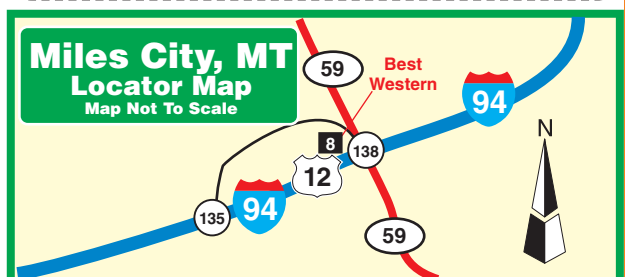 Miles City, MT
Locator Map
Map Not To Scale
59
Best
Western
94
N
8
138
12
94
135
59